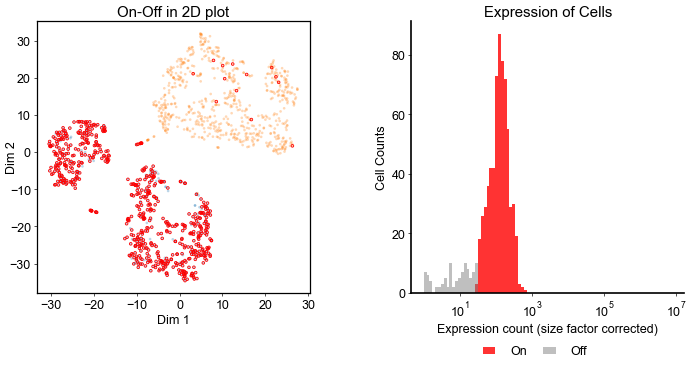 On-Off in 2D plot
Dim 2
30
20
10
0
−10
−20
−30
−30 −20 −10 0 10 20 30
Dim 1
Expression of Cells
Cell Counts
80
60
40
20
0
10^1 10^3 10^5 10^7
Expression count (size factor corrected)
On Off